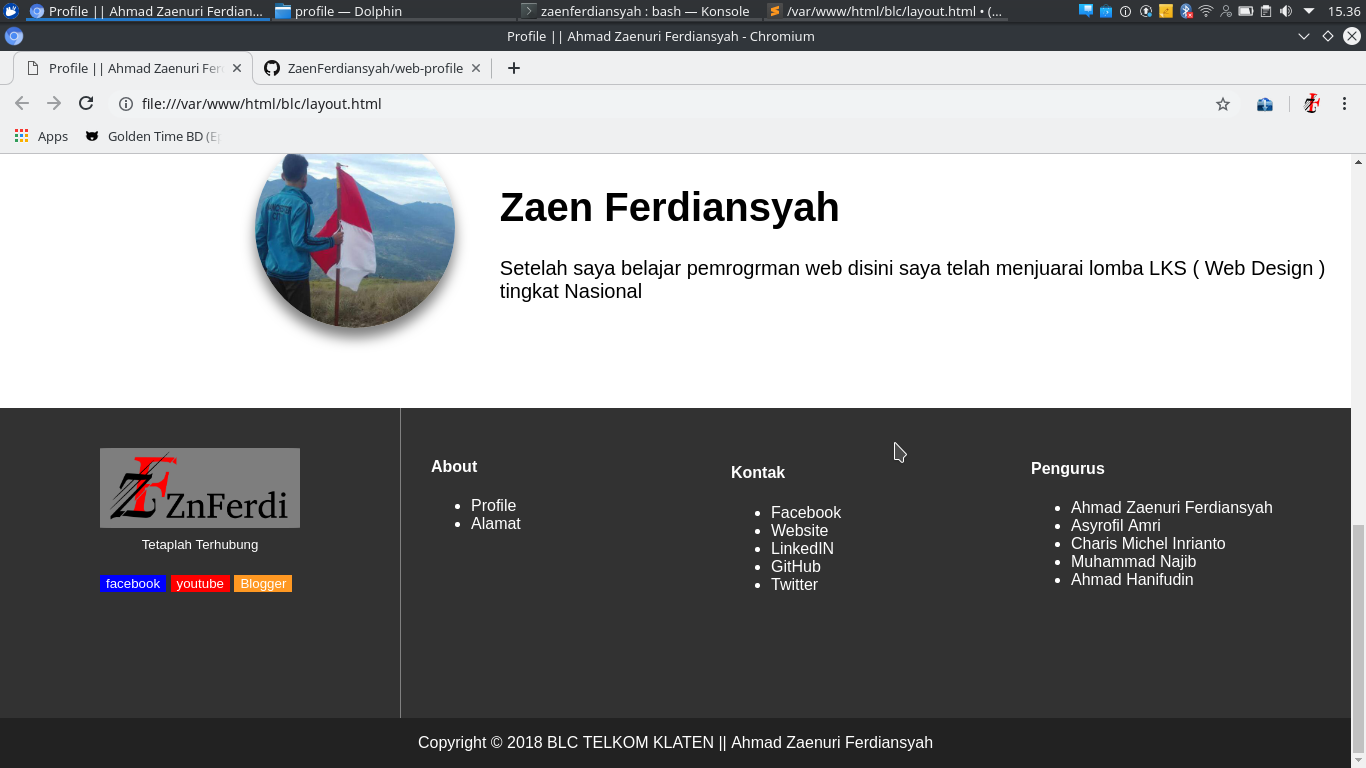 Profile || Ahmad Zaenuri Ferdian...
profile — Dolphin
zaenferdiansyah : bash — Konsole
/var/www/html/blc/layout.html • (...
15.36
Profile || Ahmad Zaenuri Ferdiansyah - Chromium
Profile || Ahmad Zaenuri Fer
ZaenFerdiansyah/web-profile
file:///var/www/html/blc/layout.html
Apps
Golden Time BD (Ep
Zaen Ferdiansyah
Setelah saya belajar pemrogrman web disini saya telah menjuarai lomba LKS ( Web Design )
tingkat Nasional
ZF ZnFerdi
Tetaplah Terhubung
facebook youtube Blogger
About
Profile
Alamat
Kontak
Facebook
Website
LinkedIN
GitHub
Twitter
Pengurus
Ahmad Zaenuri Ferdiansyah
Asyrofil Amri
Charis Michel Inrianto
Muhammad Najib
Ahmad Hanifudin
Copyright © 2018 BLC TELKOM KLATEN || Ahmad Zaenuri Ferdiansyah